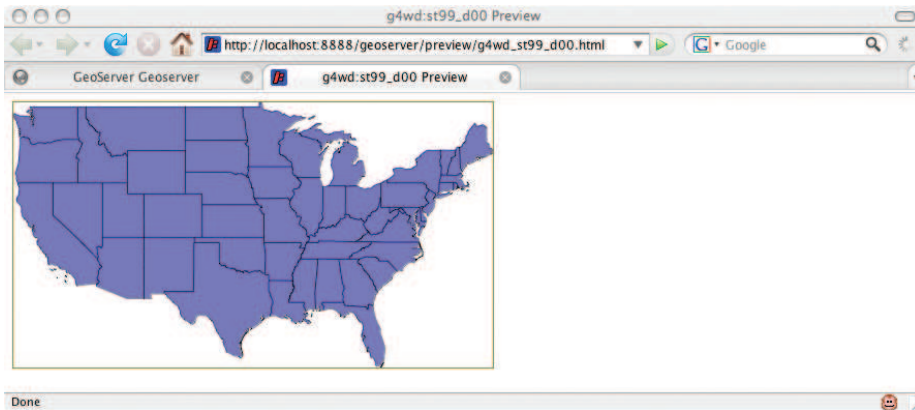 g4wd:st99_d00 Preview
http://localhost:8888/geoserver/preview/g4wd_st99_d00.html
G Google
GeoServer Geoserver
g4wd:st99_d00 Preview
Done